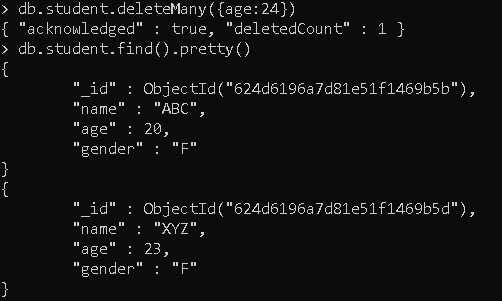 > db.student.deleteMany({age:24})
{ "acknowledged" : true, "deletedCount" : 1 }
> db.student.find().pretty()
{
        "_id" : ObjectId("624d6196a7d81e51f1469b5b"),
        "name" : "ABC",
        "age" : 20,
        "gender" : "F"
}
{
        "_id" : ObjectId("624d6196a7d81e51f1469b5d"),
        "name" : "XYZ",
        "age" : 23,
        "gender" : "F"
}